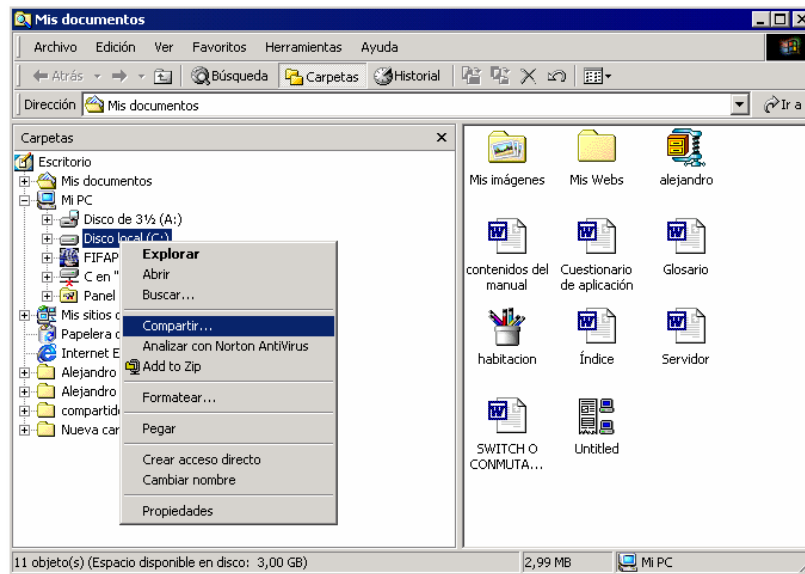 Mis documentos
Archivo Edición Ver Favoritos Herramientas Ayuda
Atrás Búsqueda Carpetas Historial
Dirección Mis documentos Ir a
Carpetas
Escritorio
Mis documentos
Mi PC
Disco de 3½ (A:)
Disco local (C:)
FIFAP
C en "
Panel
Mis sitios
Papelera
Internet E
Alejandro
Alejandro
compartid
Nueva car
Explorar
Abrir
Buscar...
Compartir...
Analizar con Norton AntiVirus
Add to Zip
Formatear...
Pegar
Crear acceso directo
Cambiar nombre
Propiedades
Mis imágenes Mis Webs alejandro
contenidos del manual Cuestionario de aplicación Glosario
habitacion Índice Servidor
SWITCH O CONMUTA... Untitled
11 objeto(s) (Espacio disponible en disco: 3,00 GB) 2,99 MB Mi PC